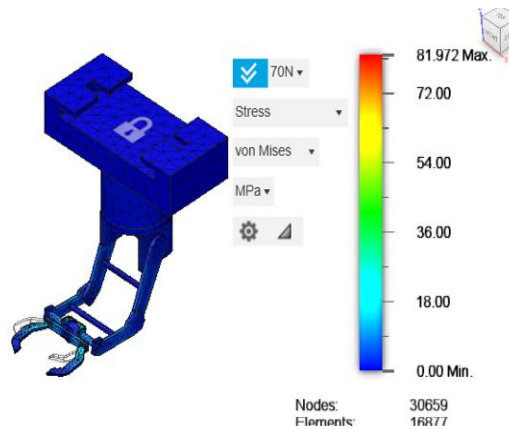 70N
Stress
von Mises
MPa
81.972 Max.
72.00
54.00
36.00
18.00
0.00 Min.
Nodes: 30659
Elements: 16877